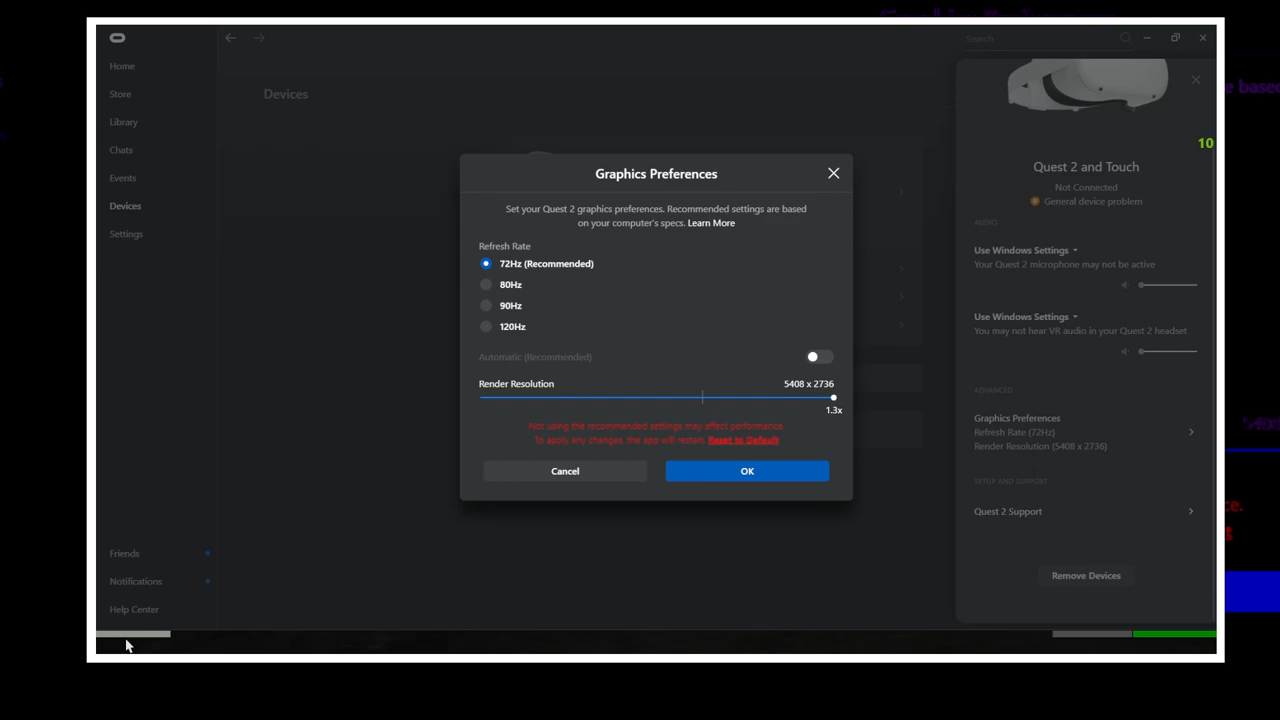 Search
Home
Store
Library
Chats
Events
Devices
Settings
Friends
Notifications
Help Center
Devices
Graphics Preferences
Set your Quest 2 graphics preferences. Recommended settings are based
on your computer's specs. Learn More
Refresh Rate
72Hz (Recommended)
80Hz
90Hz
120Hz
Automatic (Recommended)
Render Resolution 5408 x 2736
1.3x
Not using the recommended settings may affect performance.
To apply any changes, the app will restart. Reset to Default
Cancel OK
10
Quest 2 and Touch
Not Connected
General device problem
AUDIO
Use Windows Settings
Your Quest 2 microphone may not be active
Use Windows Settings
You may not hear VR audio in your Quest 2 headset
ADVANCED
Graphics Preferences
Refresh Rate (72Hz)
Render Resolution (5408 x 2736)
SETUP AND SUPPORT
Quest 2 Support
Remove Devices
e based
5408
ce.